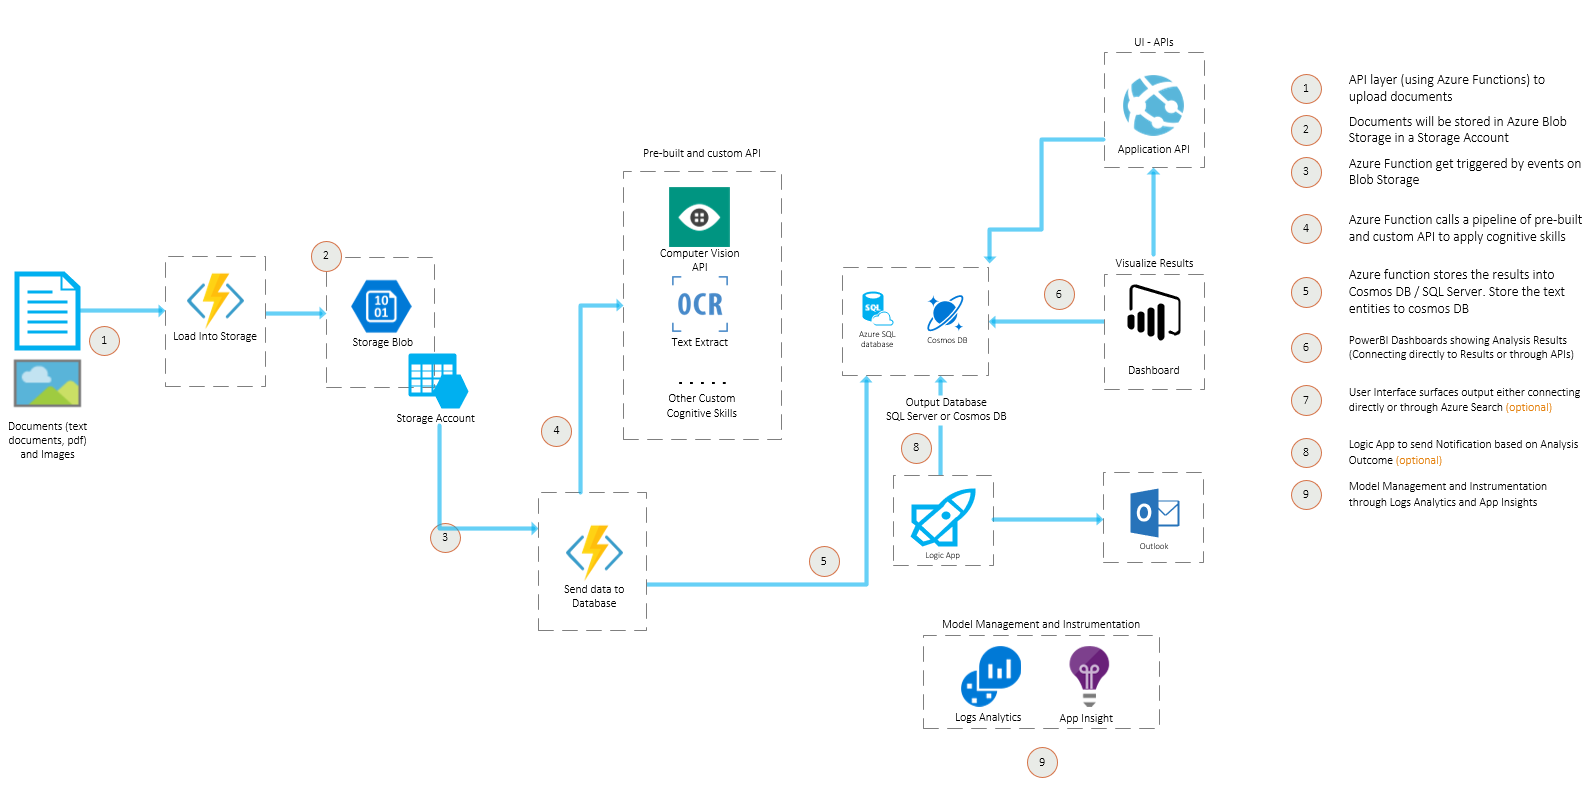 UI - APIs
Application API
Pre-built and custom API
Computer Vision
API
OCR
Text Extract
. . . . .
Other Custom
Cognitive Skills
2
10
01
Storage Blob
Storage Account
Load Into Storage
1
Documents (text
documents, pdf)
and Images
4
3
Send data to
Database
5
SQL
Azure SQL
database
Cosmos DB
Output Database
SQL Server or Cosmos DB
6
Visualize Results
Dashboard
8
Logic App
O
Outlook
Model Management and Instrumentation
Logs Analytics
App Insight
9
1
API layer (using Azure Functions) to
upload documents
2
Documents will be stored in Azure Blob
Storage in a Storage Account
3
Azure Function get triggered by events on
Blob Storage
4
Azure Function calls a pipeline of pre-built
and custom API to apply cognitive skills
5
Azure function stores the results into
Cosmos DB / SQL Server. Store the text
entities to cosmos DB
6
PowerBI Dashboards showing Analysis Results
(Connecting directly to Results or through APIs)
7
User Interface surfaces output either connecting
directly or through Azure Search (optional)
8
Logic App to send Notification based on Analysis
Outcome (optional)
9
Model Management and Instrumentation
through Logs Analytics and App Insights